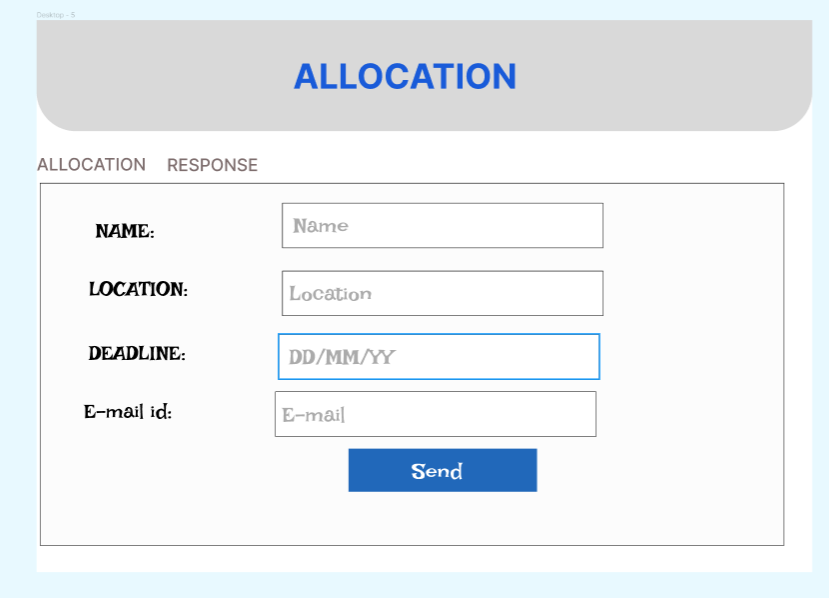 Desktop - 5
ALLOCATION
ALLOCATION RESPONSE
NAME: Name
LOCATION: Location
DEADLINE: DD/MM/YY
E-mail id: E-mail
Send